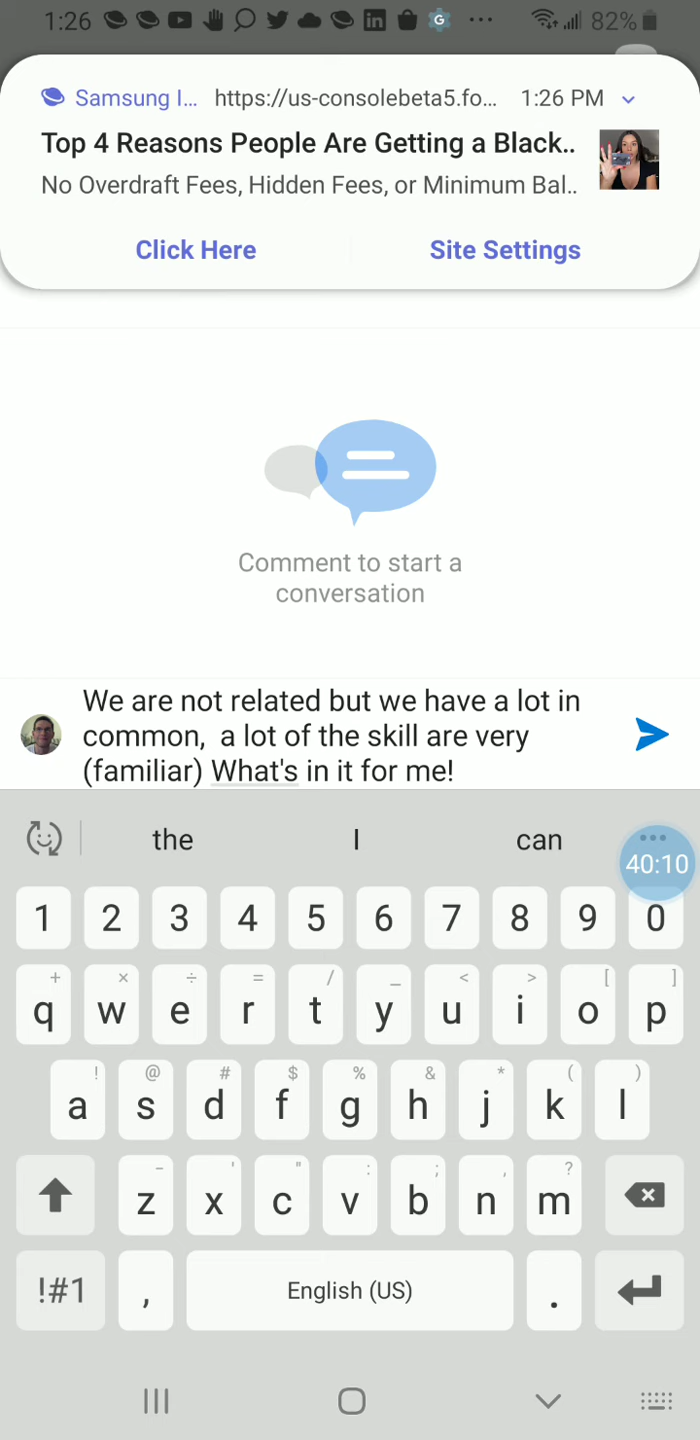 1:26 ... 82%
Samsung I... https://us-consolebeta5.fo... 1:26 PM
Top 4 Reasons People Are Getting a Black..
No Overdraft Fees, Hidden Fees, or Minimum Bal..
Click Here Site Settings
Comment to start a
conversation
We are not related but we have a lot in
common,  a lot of the skill are very
(familiar) What's in it for me!
the I can ...
40:10
1 2 3 4 5 6 7 8 9 0
+ × ÷ = / _ < > [ ]
q w e r t y u i o p
! @ # $ % & * ( )
a s d f g h j k l
- ' " : ; , ?
z x c v b n m
!#1 , English (US) .